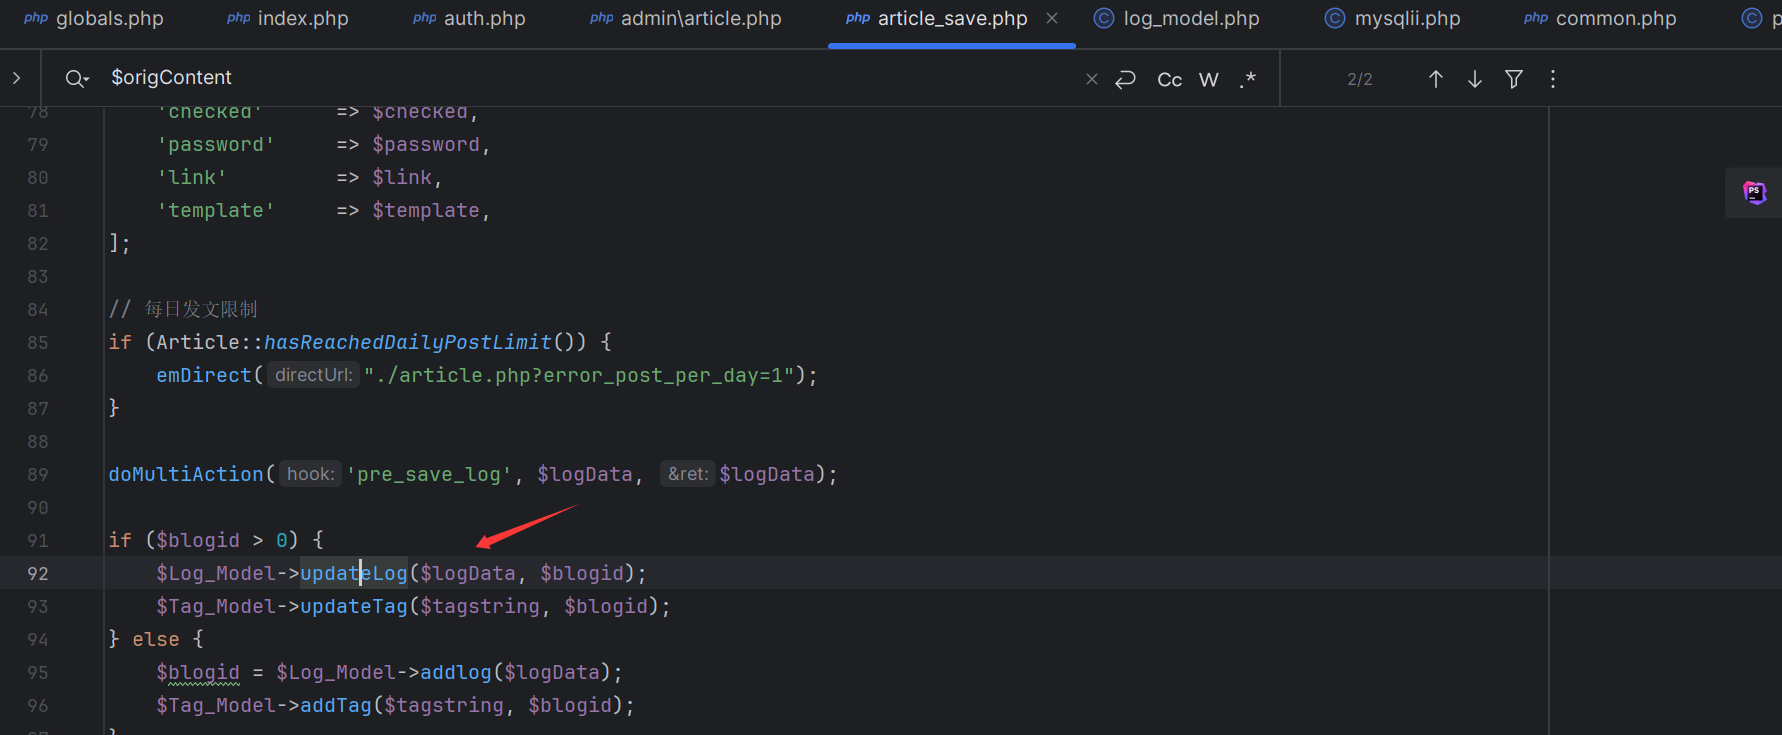 php globals.php php index.php php auth.php php admin\article.php php article_save.php × C log_model.php C mysqlii.php php common.php C p
$origContent × Cc W .* 2/2
78 'checked' => $checked,
79 'password' => $password,
80 'link' => $link,
81 'template' => $template,
82 ];
83
84 // 每日发文限制
85 if (Article::hasReachedDailyPostLimit()) {
86 emDirect( directUrl: "./article.php?error_post_per_day=1");
87 }
88
89 doMultiAction( hook: 'pre_save_log', $logData, &ret: $logData);
90
91 if ($blogid > 0) {
92 $Log_Model->updateLog($logData, $blogid);
93 $Tag_Model->updateTag($tagstring, $blogid);
94 } else {
95 $blogid = $Log_Model->addlog($logData);
96 $Tag_Model->addTag($tagstring, $blogid);
97 }
PS